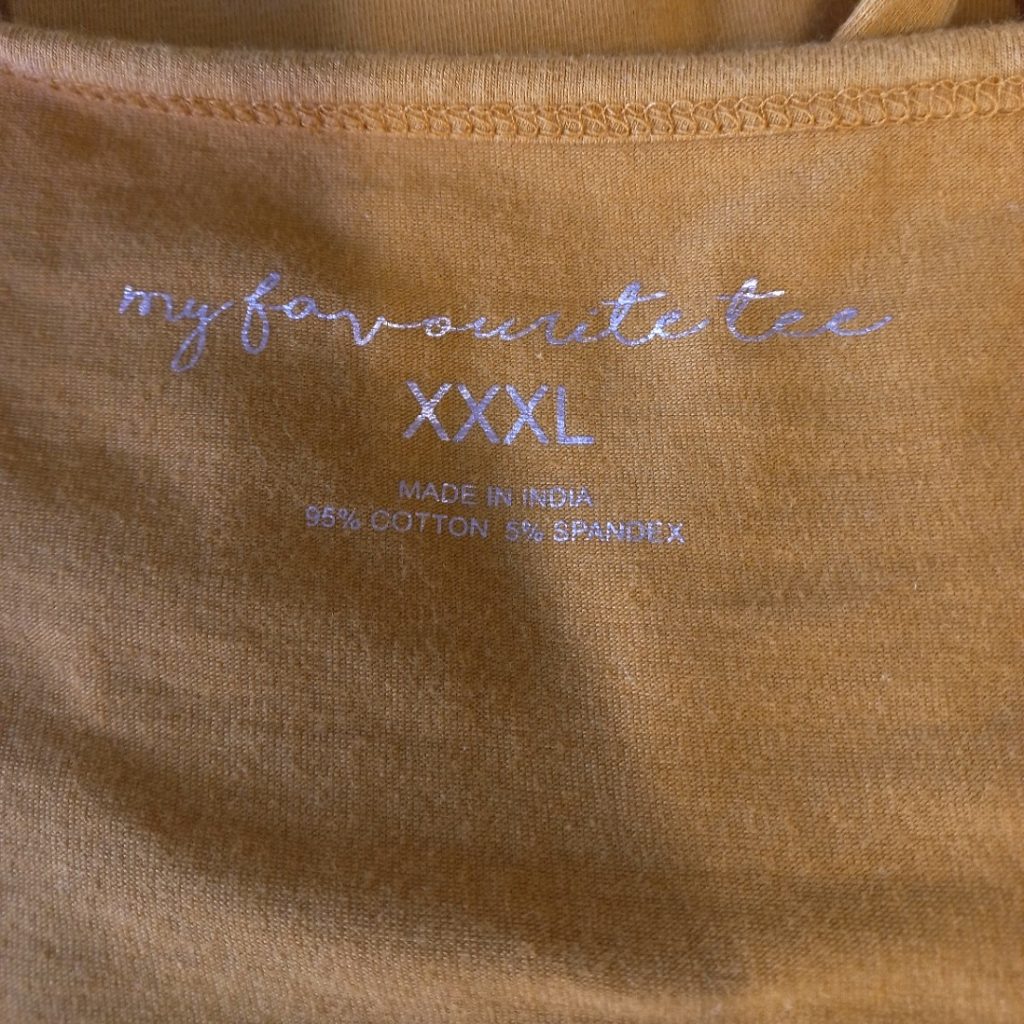 my favourite tee
XXXL
MADE IN INDIA
95% COTTON 5% SPANDEX